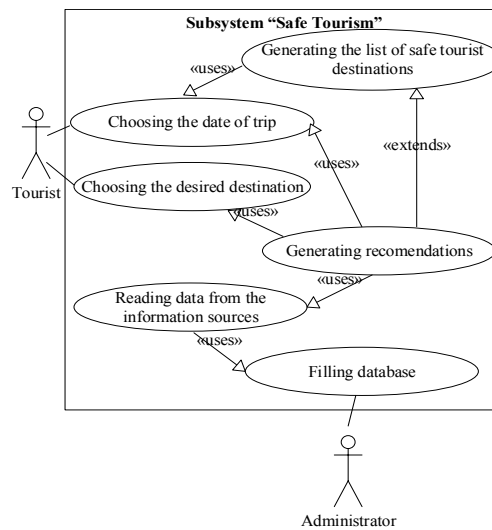 Subsystem “Safe Tourism”
Generating the list of safe tourist
destinations
«uses»
Choosing the date of trip
«extends»
«uses»
Tourist
Choosing the desired destination
«uses»
Generating recomendations
«uses»
Reading data from the
information sources
«uses»
Filling database
Administrator